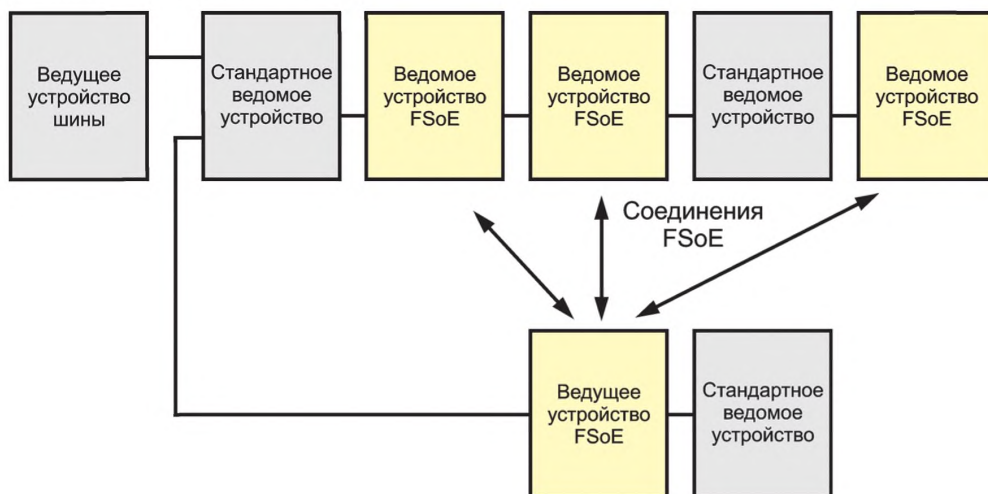 Ведущее
устройство
шины
Стандартное
ведомое
устройство
Ведомое
устройство
FSoE
Ведомое
устройство
FSoE
Стандартное
ведомое
устройство
Ведомое
устройство
FSoE
Соединения
FSoE
Ведущее
устройство
FSoE
Стандартное
ведомое
устройство